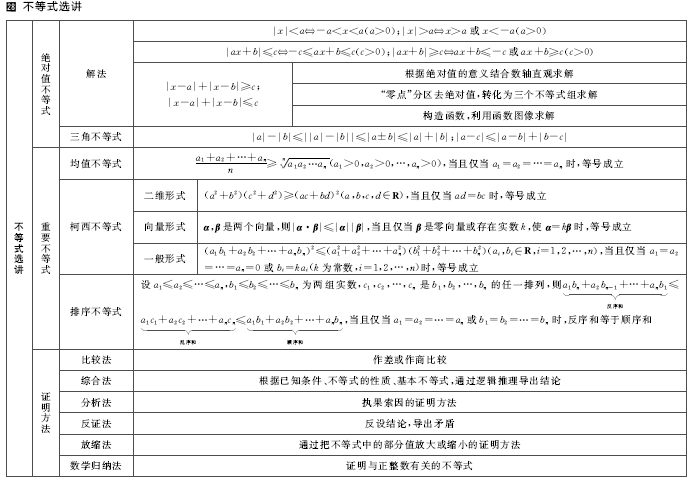 28 不等式选讲
不等式选讲
绝对值不等式
解法
|x|<a⇔-a<x<a(a>0);|x|>a⇔x>a 或 x<-a(a>0)
|ax+b|≤c⇔-c≤ax+b≤c(c>0);|ax+b|≥c⇔ax+b≤-c 或 ax+b≥c(c>0)
|x-a|+|x-b|≥c;
|x-a|+|x-b|≤c
根据绝对值的意义结合数轴直观求解
“零点”分区去绝对值,转化为三个不等式组求解
构造函数,利用函数图像求解
三角不等式
|a|-|b|≤||a|-|b||≤|a±b|≤|a|+|b|;|a-c|≤|a-b|+|b-c|
重要不等式
均值不等式
(a₁+a₂+…+aₙ)/n≥ⁿ√(a₁a₂…aₙ)(a₁>0,a₂>0,…,aₙ>0),当且仅当 a₁=a₂=…=aₙ 时,等号成立
柯西不等式
二维形式
(a²+b²)(c²+d²)≥(ac+bd)²(a,b,c,d∈R),当且仅当 ad=bc 时,等号成立
向量形式
α,β是两个向量,则|α·β|≤|α||β|,当且仅当β是零向量或存在实数k,使α=kβ时,等号成立
一般形式
(a₁b₁+a₂b₂+…+aₙbₙ)²≤(a₁²+a₂²+…+aₙ²)(b₁²+b₂²+…+bₙ²)(aᵢ,bᵢ∈R,i=1,2,…,n),当且仅当 a₁=a₂
=…=aₙ=0 或 bᵢ=kaᵢ(k为常数,i=1,2,…,n)时,等号成立
排序不等式
设 a₁≤a₂≤…≤aₙ,b₁≤b₂≤…≤bₙ 为两组实数,c₁,c₂,…,cₙ 是 b₁,b₂,…,bₙ 的任一排列,则a₁bₙ+a₂bₙ₋₁+…+aₙb₁≤
反序和
a₁c₁+a₂c₂+…+aₙcₙ≤a₁b₁+a₂b₂+…+aₙbₙ,当且仅当 a₁=a₂=…=aₙ 或 b₁=b₂=…=bₙ 时,反序和等于顺序和
乱序和 顺序和
证明方法
比较法
作差或作商比较
综合法
根据已知条件、不等式的性质、基本不等式,通过逻辑推理导出结论
分析法
执果索因的证明方法
反证法
反设结论,导出矛盾
放缩法
通过把不等式中的部分值放大或缩小的证明方法
数学归纳法
证明与正整数有关的不等式